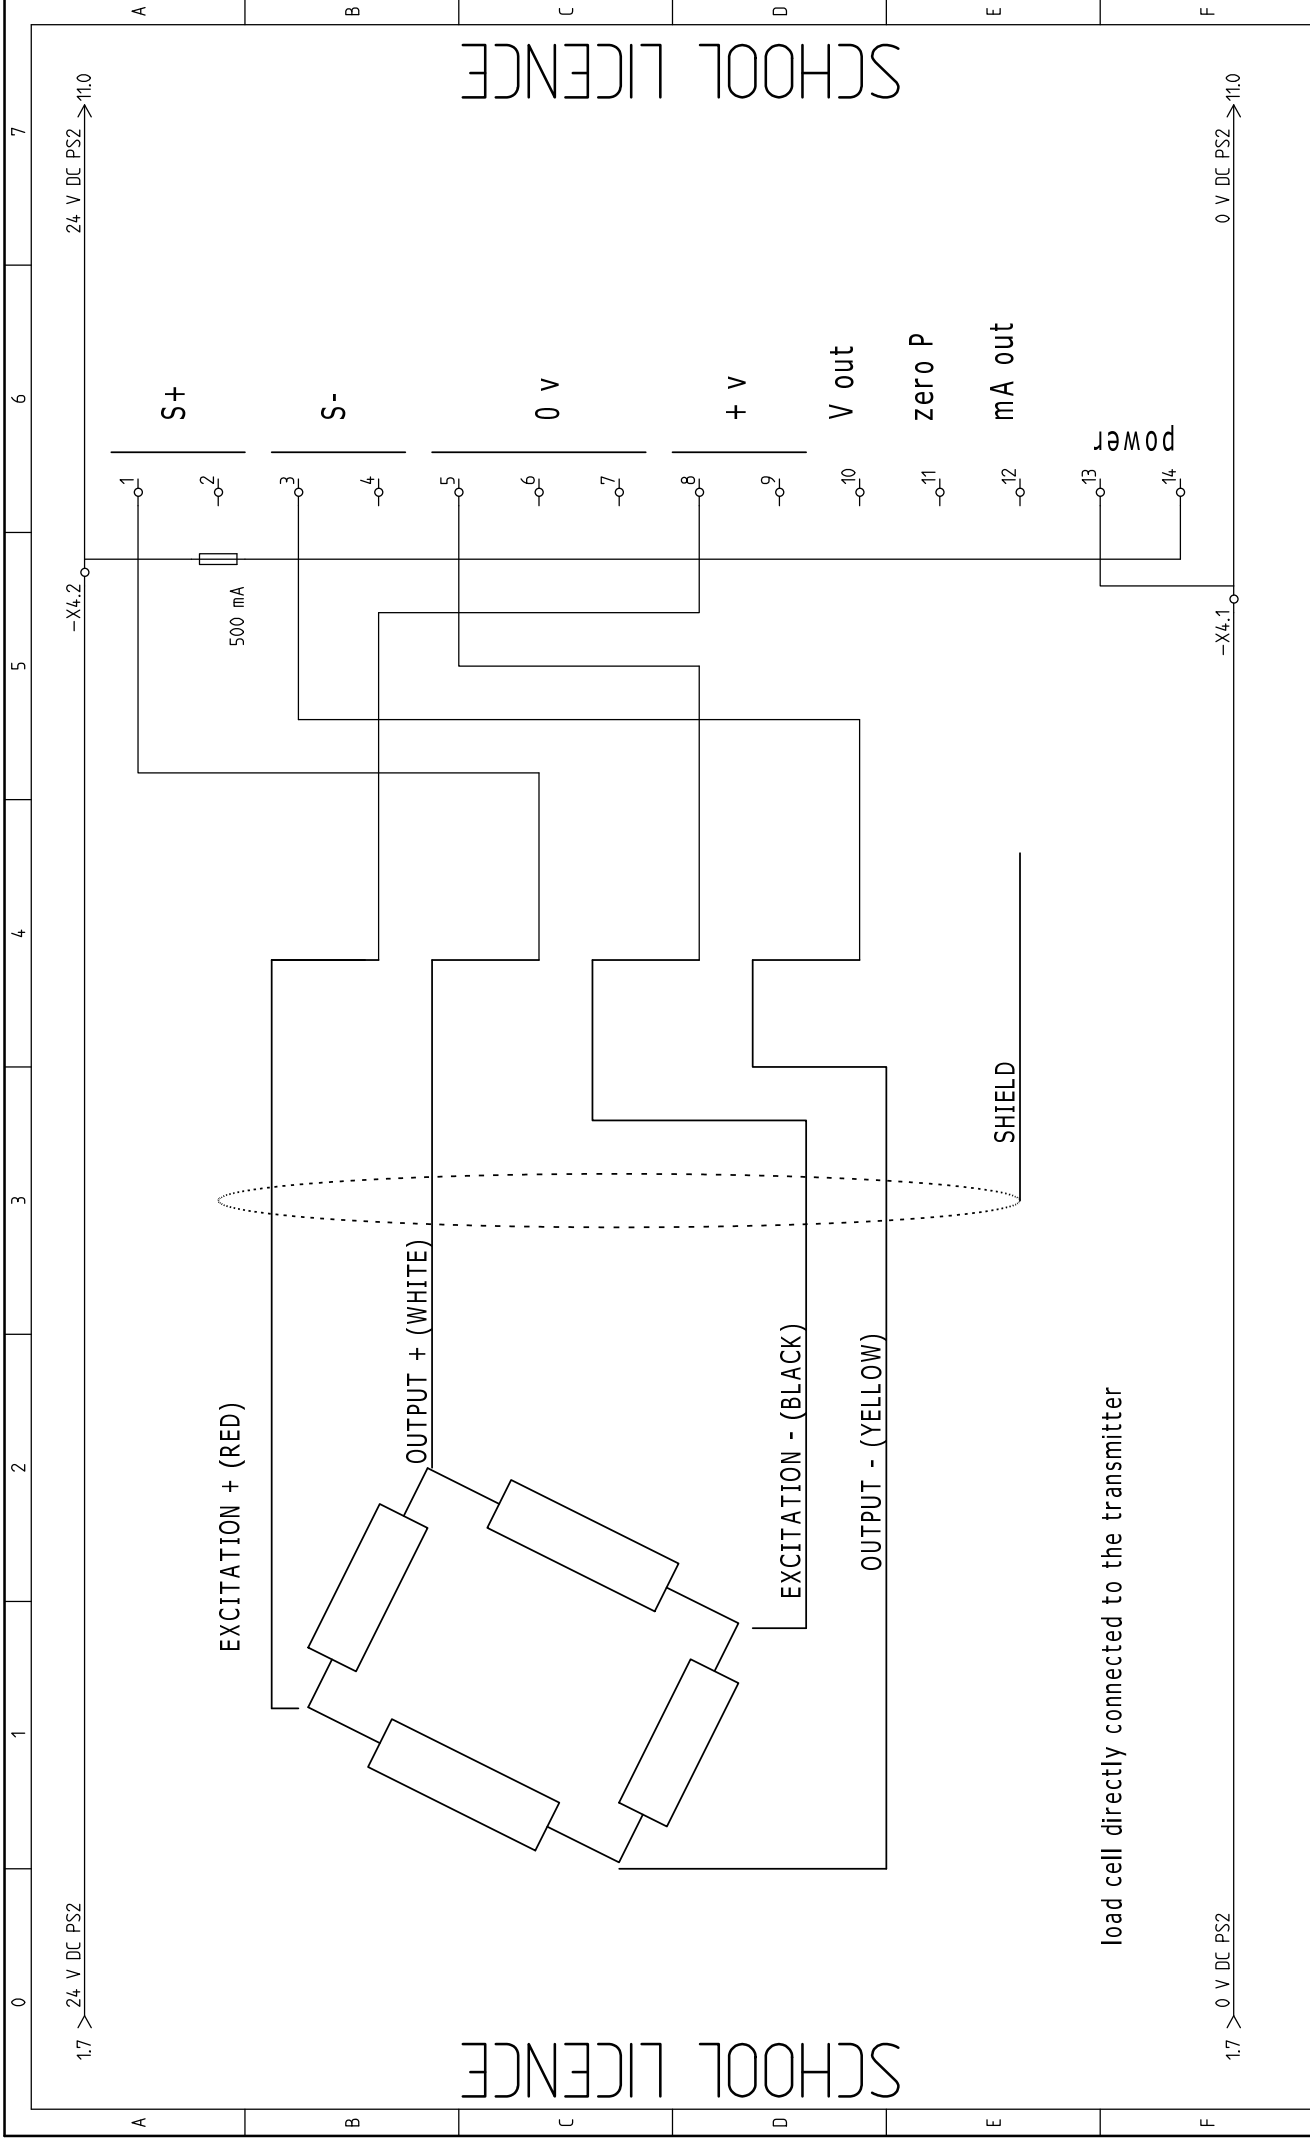 0 1 2 3 4 5 6 7
A
B
C
D
E
F
A
B
C
D
E
F
SCHOOL LICENCE
SCHOOL LICENCE
1.7
24 V DC PS2
24 V DC PS2
11.0
-X4.2
500 mA
EXCITATION + (RED)
OUTPUT + (WHITE)
EXCITATION - (BLACK)
OUTPUT - (YELLOW)
SHIELD
1
2
S+
3
4
S-
5
6
7
0 v
8
9
+ v
10
V out
11
zero P
12
mA out
13
14
power
load cell directly connected to the transmitter
-X4.1
1.7
0 V DC PS2
0 V DC PS2
11.0